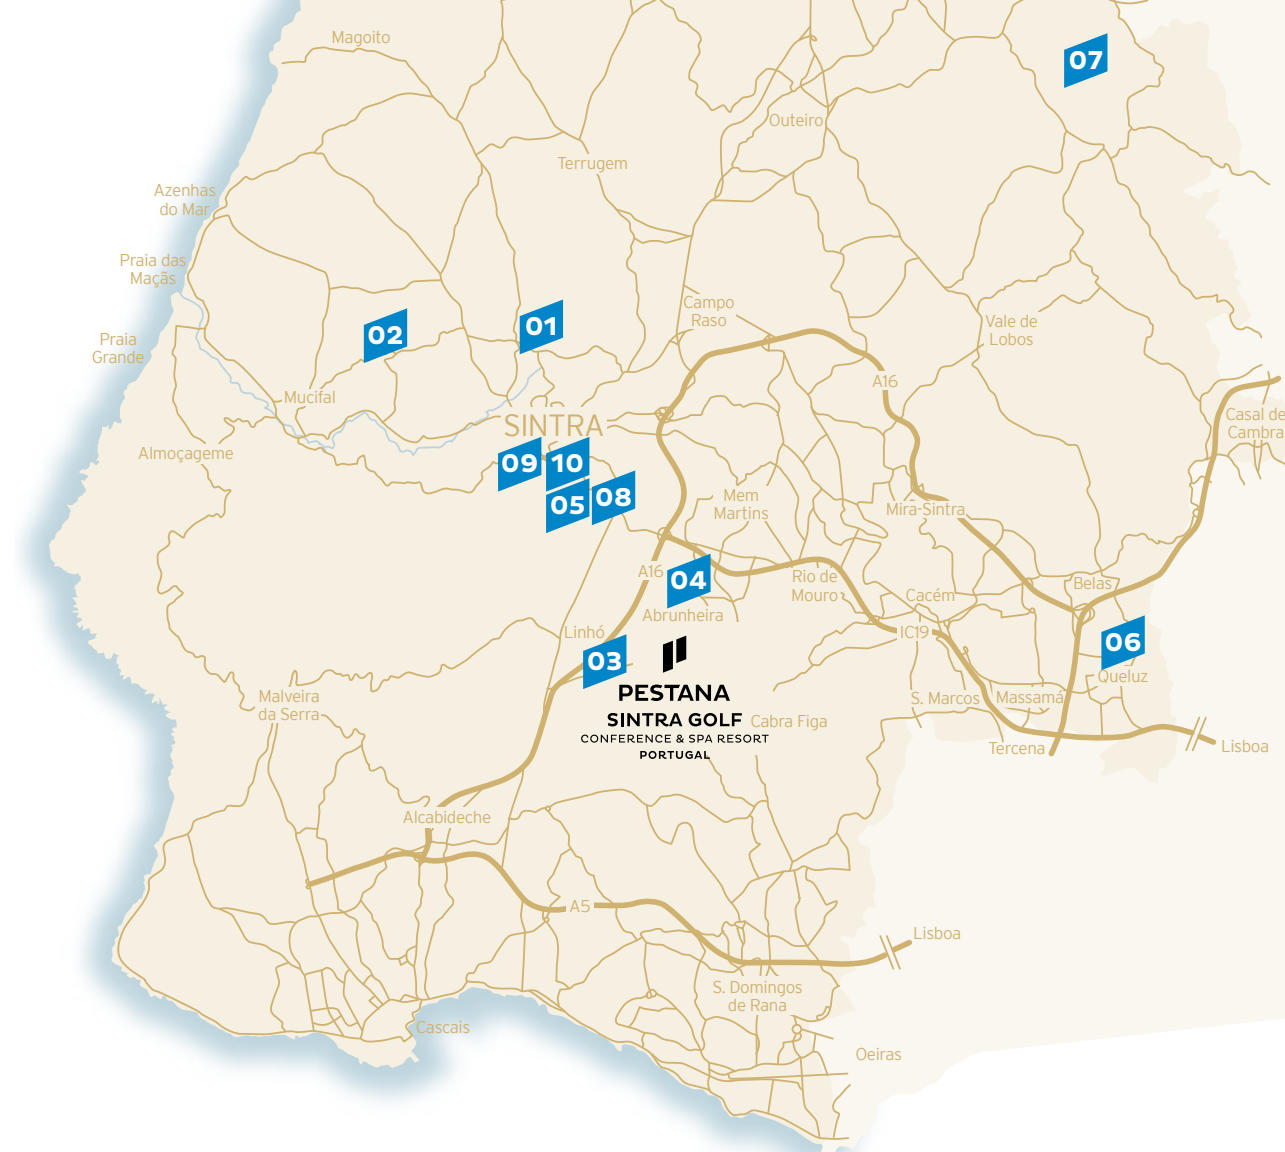 Magoito
07
Outeiro
Terrugem
Azenhas
do Mar
Praia das
Maçãs
Campo
Raso
01
02
Vale de
Lobos
Praia
Grande
A16
Mucifal
Casal de
Cambra
SINTRA
Almoçageme
09
10
05
08
Mem
Martins
Mira-Sintra
A16
04
Rio de
Mouro
Belas
Cacém
Abrunheira
Linhó
IC19
06
03
Queluz
Malveira
da Serra
S. Marcos
Massamá
PESTANA
SINTRA GOLF
CONFERENCE & SPA RESORT
PORTUGAL
Cabra Figa
Tercena
Lisboa
Alcabideche
A5
Lisboa
S. Domingos
de Rana
Cascais
Oeiras